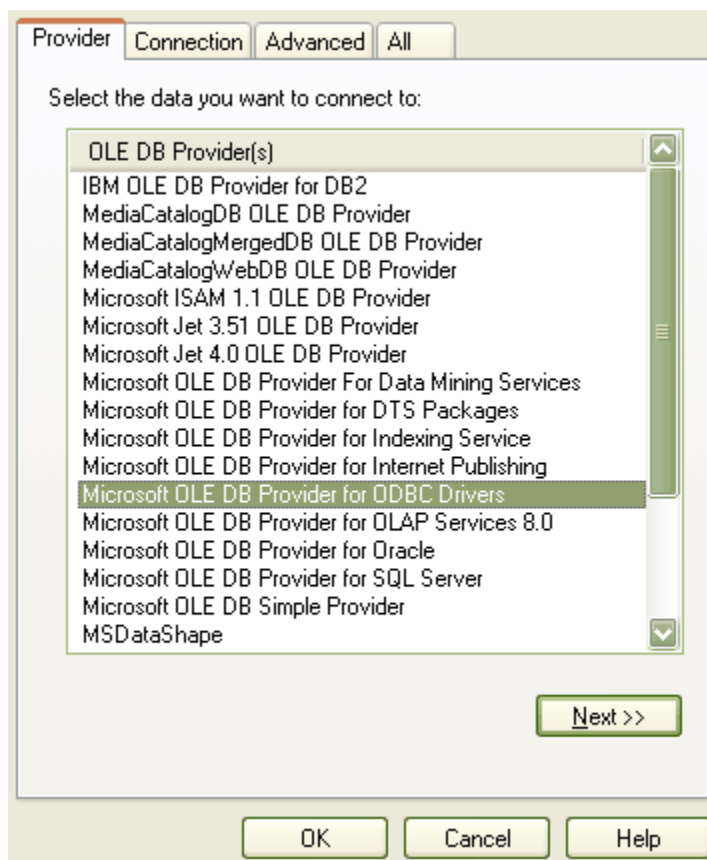 Provider Connection Advanced All
Select the data you want to connect to:
OLE DB Provider(s)
IBM OLE DB Provider for DB2
MediaCatalogDB OLE DB Provider
MediaCatalogMergedDB OLE DB Provider
MediaCatalogWebDB OLE DB Provider
Microsoft ISAM 1.1 OLE DB Provider
Microsoft Jet 3.51 OLE DB Provider
Microsoft Jet 4.0 OLE DB Provider
Microsoft OLE DB Provider For Data Mining Services
Microsoft OLE DB Provider for DTS Packages
Microsoft OLE DB Provider for Indexing Service
Microsoft OLE DB Provider for Internet Publishing
Microsoft OLE DB Provider for ODBC Drivers
Microsoft OLE DB Provider for OLAP Services 8.0
Microsoft OLE DB Provider for Oracle
Microsoft OLE DB Provider for SQL Server
Microsoft OLE DB Simple Provider
MSDataShape
Next >>
OK Cancel Help